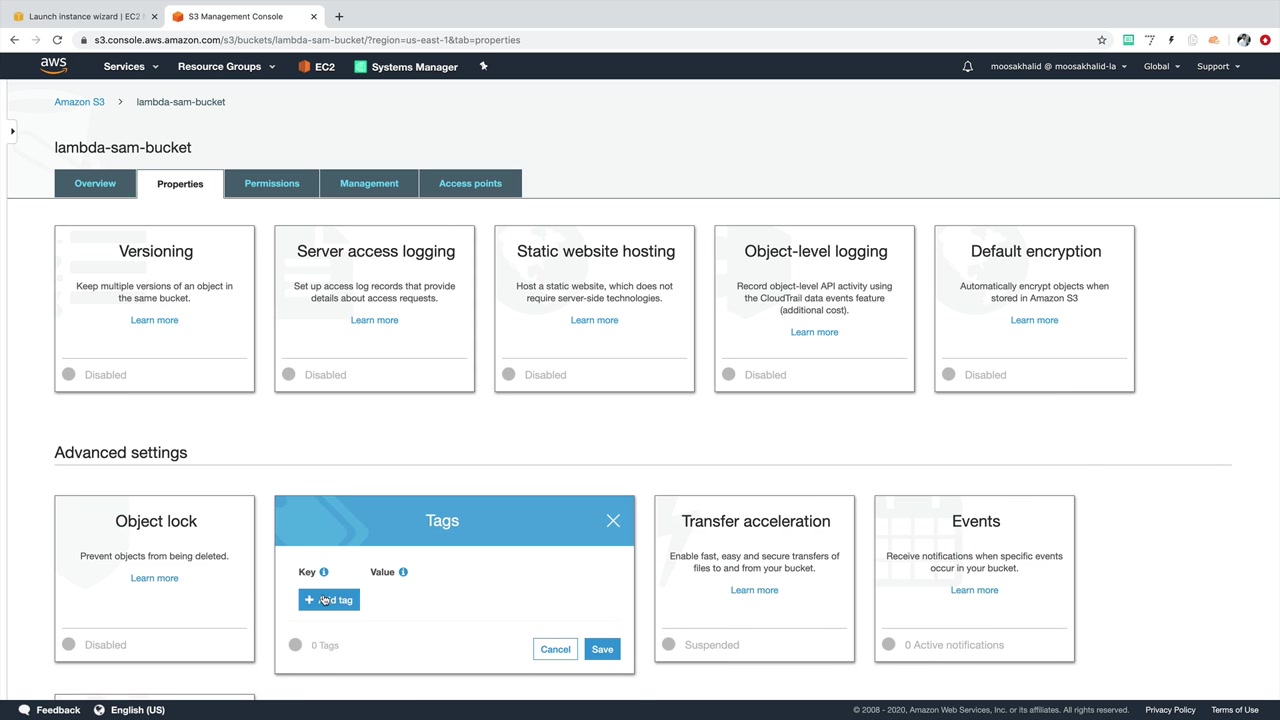 Launch instance wizard | EC2
S3 Management Console
s3.console.aws.amazon.com/s3/buckets/lambda-sam-bucket/?region=us-east-1&tab=properties
aws
Services
Resource Groups
EC2
Systems Manager
moosakhalid @ moosakhalid-la
Global
Support
Amazon S3
lambda-sam-bucket
lambda-sam-bucket
Overview
Properties
Permissions
Management
Access points
Versioning
Keep multiple versions of an object in
the same bucket.
Learn more
Disabled
Server access logging
Set up access log records that provide
details about access requests.
Learn more
Disabled
Static website hosting
Host a static website, which does not
require server-side technologies.
Learn more
Disabled
Object-level logging
Record object-level API activity using
the CloudTrail data events feature
(additional cost).
Learn more
Disabled
Default encryption
Automatically encrypt objects when
stored in Amazon S3
Learn more
Disabled
Advanced settings
Object lock
Prevent objects from being deleted.
Learn more
Disabled
Tags
Key
Value
+ Add tag
0 Tags
Cancel
Save
Transfer acceleration
Enable fast, easy and secure transfers of
files to and from your bucket.
Learn more
Suspended
Events
Receive notifications when specific events
occur in your bucket.
Learn more
0 Active notifications
Feedback
English (US)
© 2008 - 2020, Amazon Web Services, Inc. or its affiliates. All rights reserved.
Privacy Policy
Terms of Use